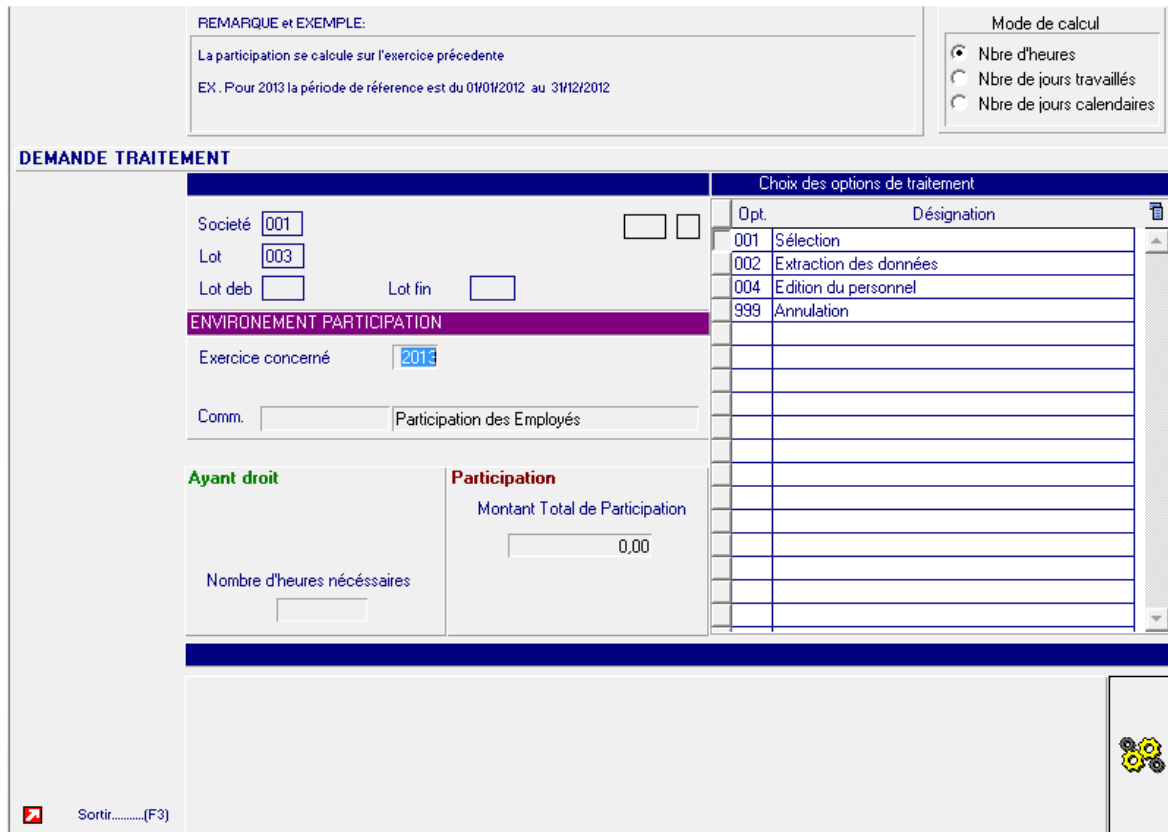 REMARQUE et EXEMPLE:
La participation se calcule sur l'exercice précedente
EX . Pour 2013 la période de réference est du 01/01/2012 au 31/12/2012
Mode de calcul
Nbre d'heures
Nbre de jours travaillés
Nbre de jours calendaires
DEMANDE TRAITEMENT
Societé 001
Lot 003
Lot deb Lot fin
ENVIRONEMENT PARTICIPATION
Exercice concerné 2013
Comm. Participation des Employés
Ayant droit
Nombre d'heures nécéssaires
Participation
Montant Total de Participation
0,00
Choix des options de traitement
Opt. Désignation
001 Sélection
002 Extraction des données
004 Edition du personnel
999 Annulation
Sortir..........(F3)